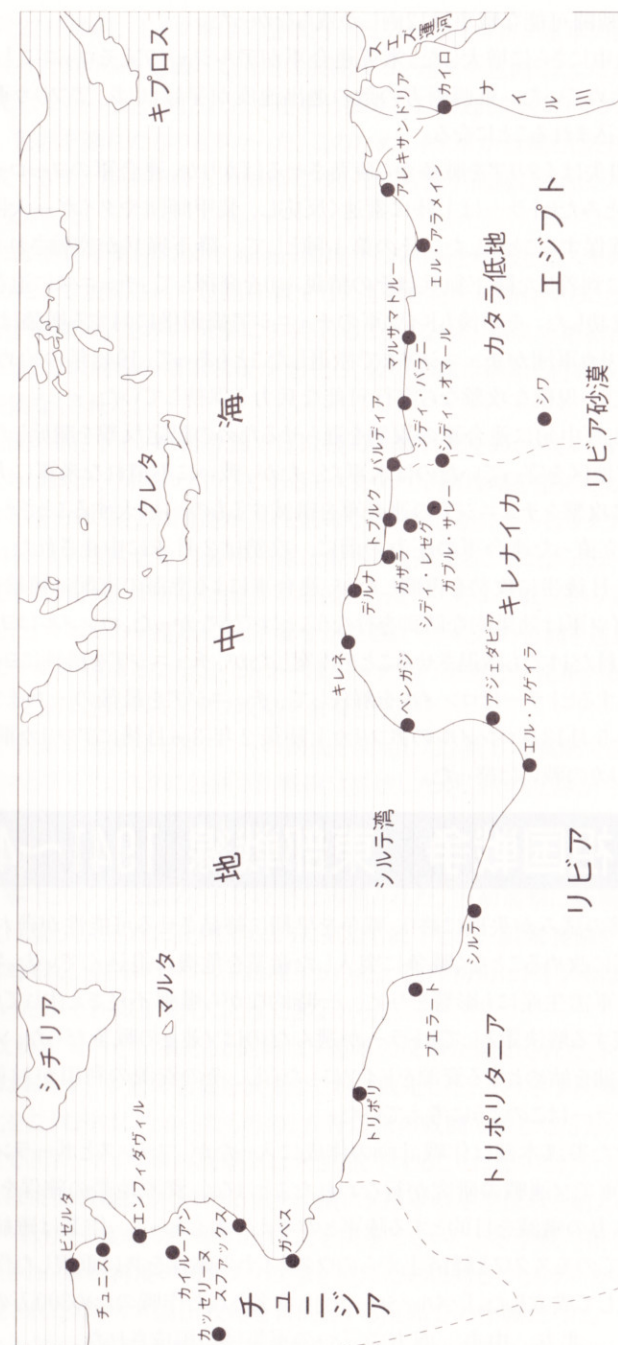 シチリア
マルタ
クレタ
キプロス
地中海
シルテ湾
ビゼルタ
チュニス
エンフィダヴィル
カイルーアン
カッセリーヌ
スファックス
ガベス
チュニジア
トリポリ
ブエラート
シルテ
トリポリタニア
リビア
エル・アゲイラ
アジェダビア
ベンガジ
キレネ
デルナ
ガザラ
トブルク
シディ・レゼグ
ガブル・サレー
キレナイカ
バルディア
シディ・オマール
シディ・バラニ
マルサマトルー
エル・アラメイン
アレキサンドリア
カイロ
スエズ運河
ナイル川
カタラ低地
エジプト
シワ
リビア砂漠